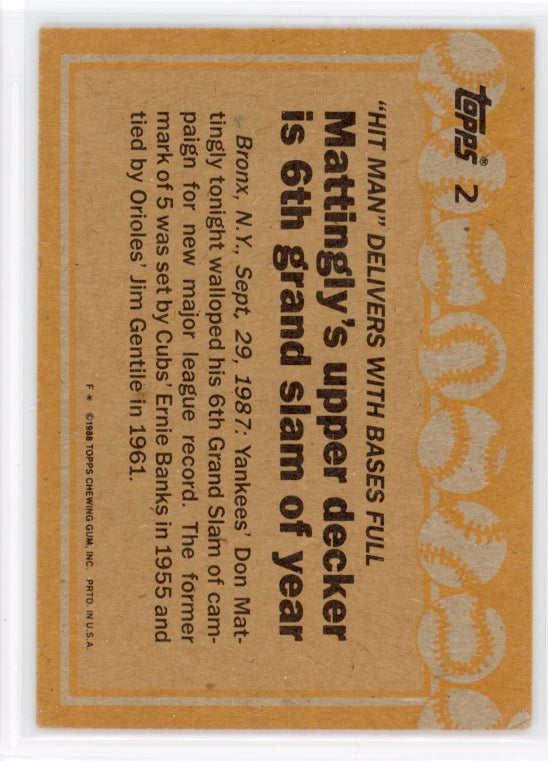 topps® 2
"HIT MAN" DELIVERS WITH BASES FULL
Mattingly's upper decker
is 6th grand slam of year
Bronx, N.Y., Sept. 29, 1987: Yankees' Don Mat-
tingly tonight walloped his 6th Grand Slam of cam-
paign for new major league record. The former
mark of 5 was set by Cubs' Ernie Banks in 1955 and
tied by Orioles' Jim Gentile in 1961.
F * ©1988 TOPPS CHEWING GUM, INC. PRTD. IN U.S.A.